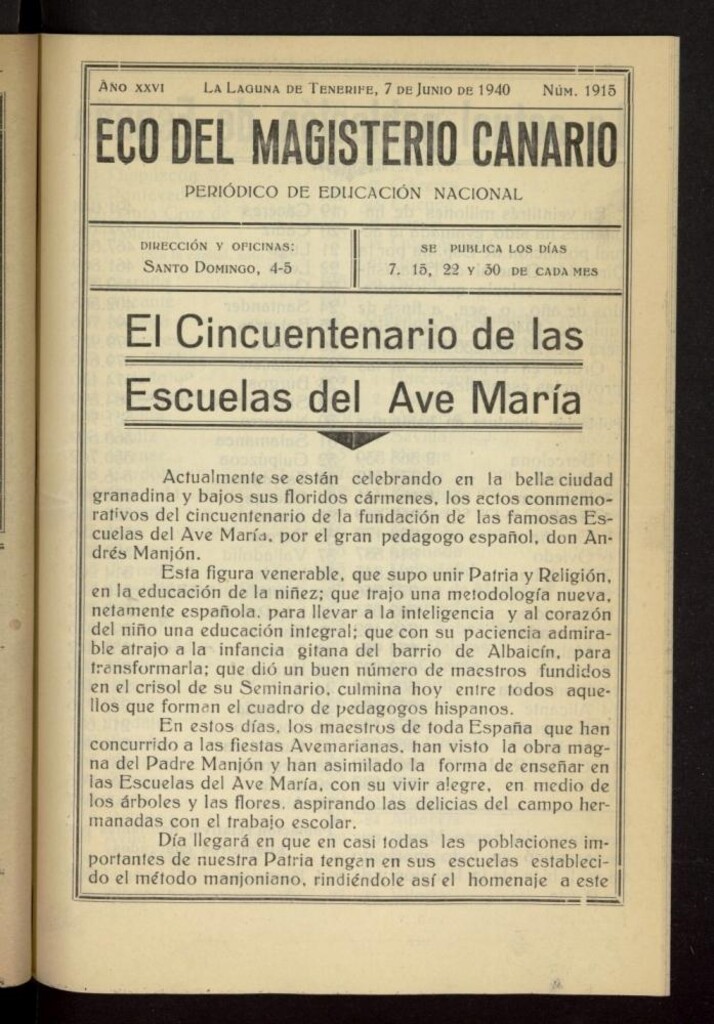 Año XXVI La Laguna de Tenerife, 7 de Junio de 1940 Núm. 1915
ECO DEL MAGISTERIO CANARIO
PERIÓDICO DE EDUCACIÓN NACIONAL
DIRECCIÓN Y OFICINAS:
Santo Domingo, 4-5
SE PUBLICA LOS DÍAS
7. 15, 22 Y 30 DE CADA MES
El Cincuentenario de las
Escuelas del Ave María
Actualmente se están celebrando en la bella ciudad
granadina y bajos sus floridos cármenes, los actos conmemo-
rativos del cincuentenario de la fundación de las famosas Es-
cuelas del Ave María, por el gran pedagogo español, don An-
drés Manjón.
Esta figura venerable, que supo unir Patria y Religión,
en la educación de la niñez; que trajo una metodología nueva,
netamente española, para llevar a la inteligencia y al corazón
del niño una educación integral; que con su paciencia admira-
ble atrajo a la infancia gitana del barrio de Albaicín, para
transformarla; que dió un buen número de maestros fundidos
en el crisol de su Seminario, culmina hoy entre todos aque-
llos que forman el cuadro de pedagogos hispanos.
En estos días, los maestros de toda España que han
concurrido a las fiestas Avemarianas, han visto la obra mag-
na del Padre Manjón y han asimilado la forma de enseñar en
las Escuelas del Ave María, con su vivir alegre, en medio de
los árboles y las flores, aspirando las delicias del campo her-
manadas con el trabajo escolar.
Día llegará en que en casi todas las poblaciones im-
portantes de nuestra Patria tengan en sus escuelas estableci-
do el método manjoniano, rindiéndole así el homenaje a este